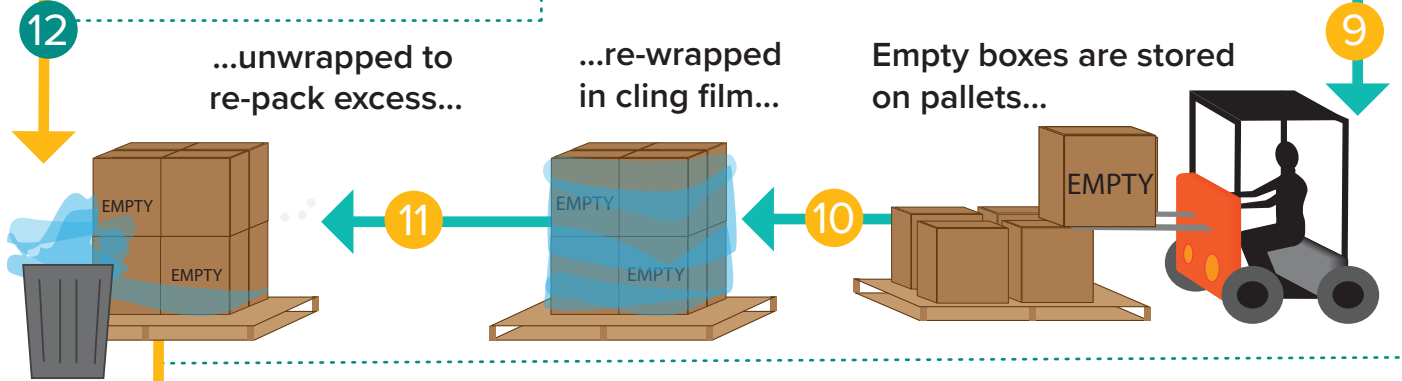 12
...unwrapped to
re-pack excess...
...re-wrapped
in cling film...
Empty boxes are stored
on pallets...
9
EMPTY
EMPTY
11
EMPTY
EMPTY
10
EMPTY